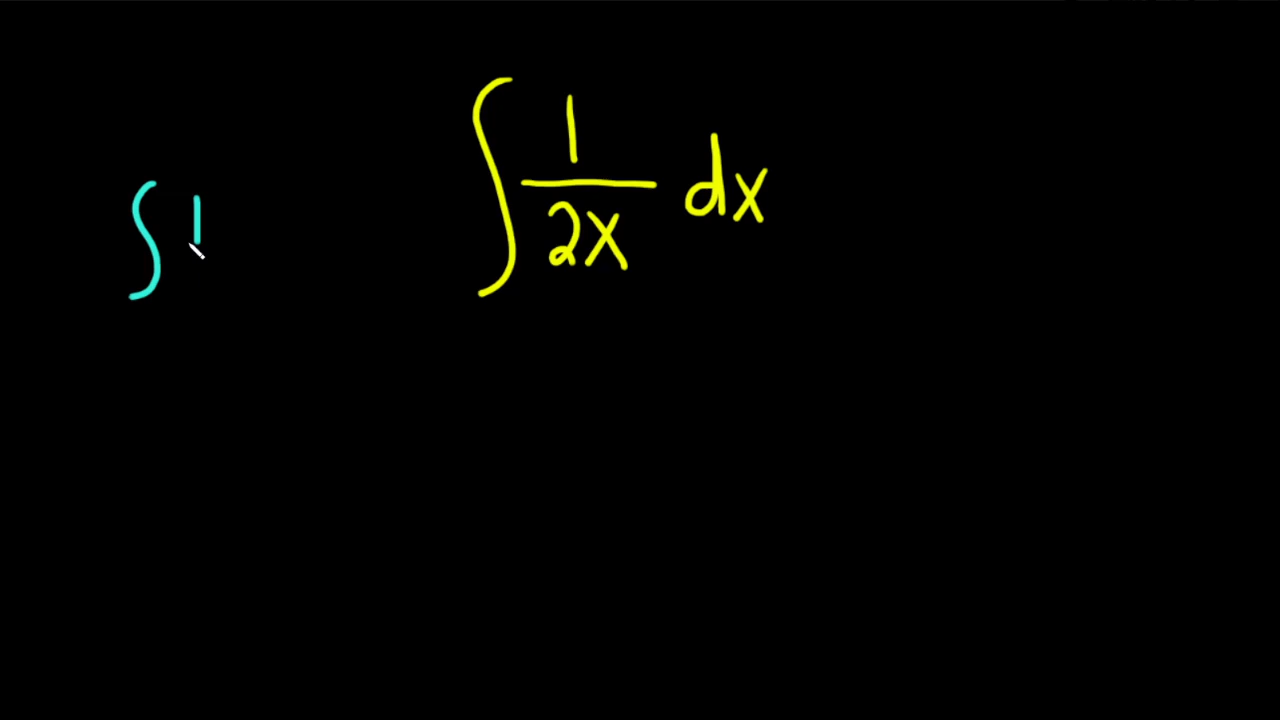 ∫ 1
∫ 1/2x dx